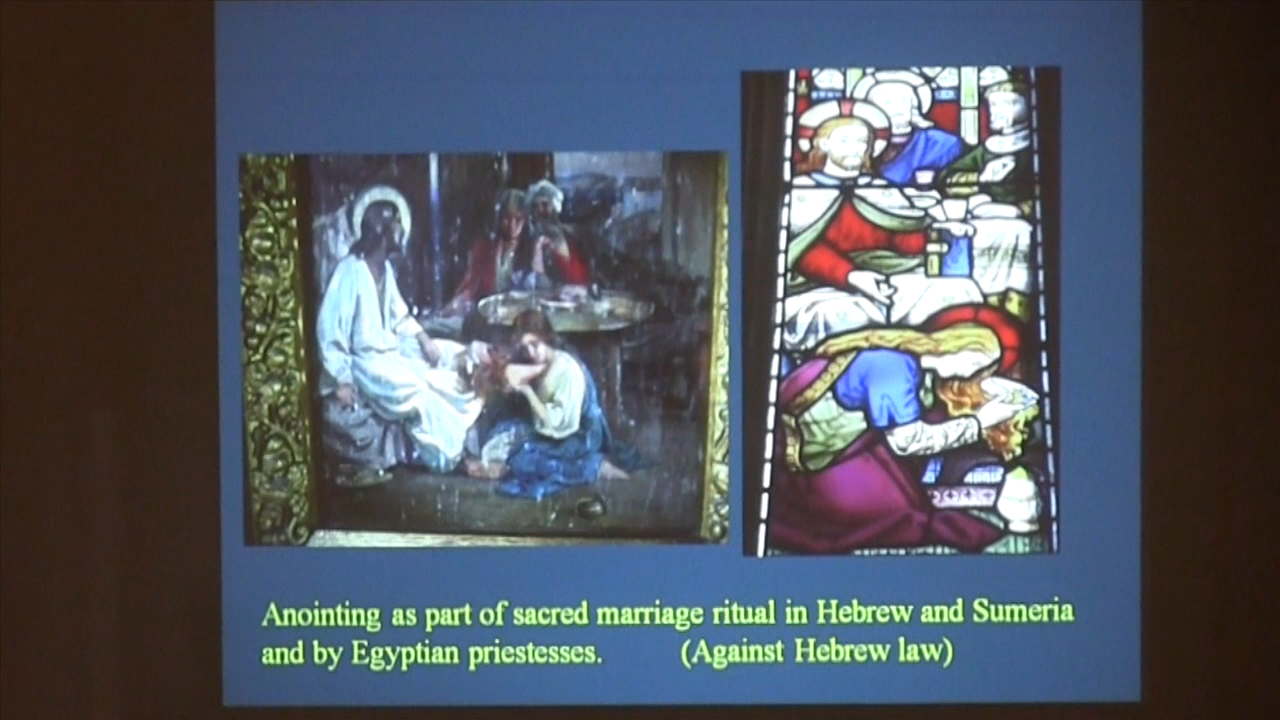 Anointing as part of sacred marriage ritual in Hebrew and Sumeria
and by Egyptian priestesses. (Against Hebrew law)